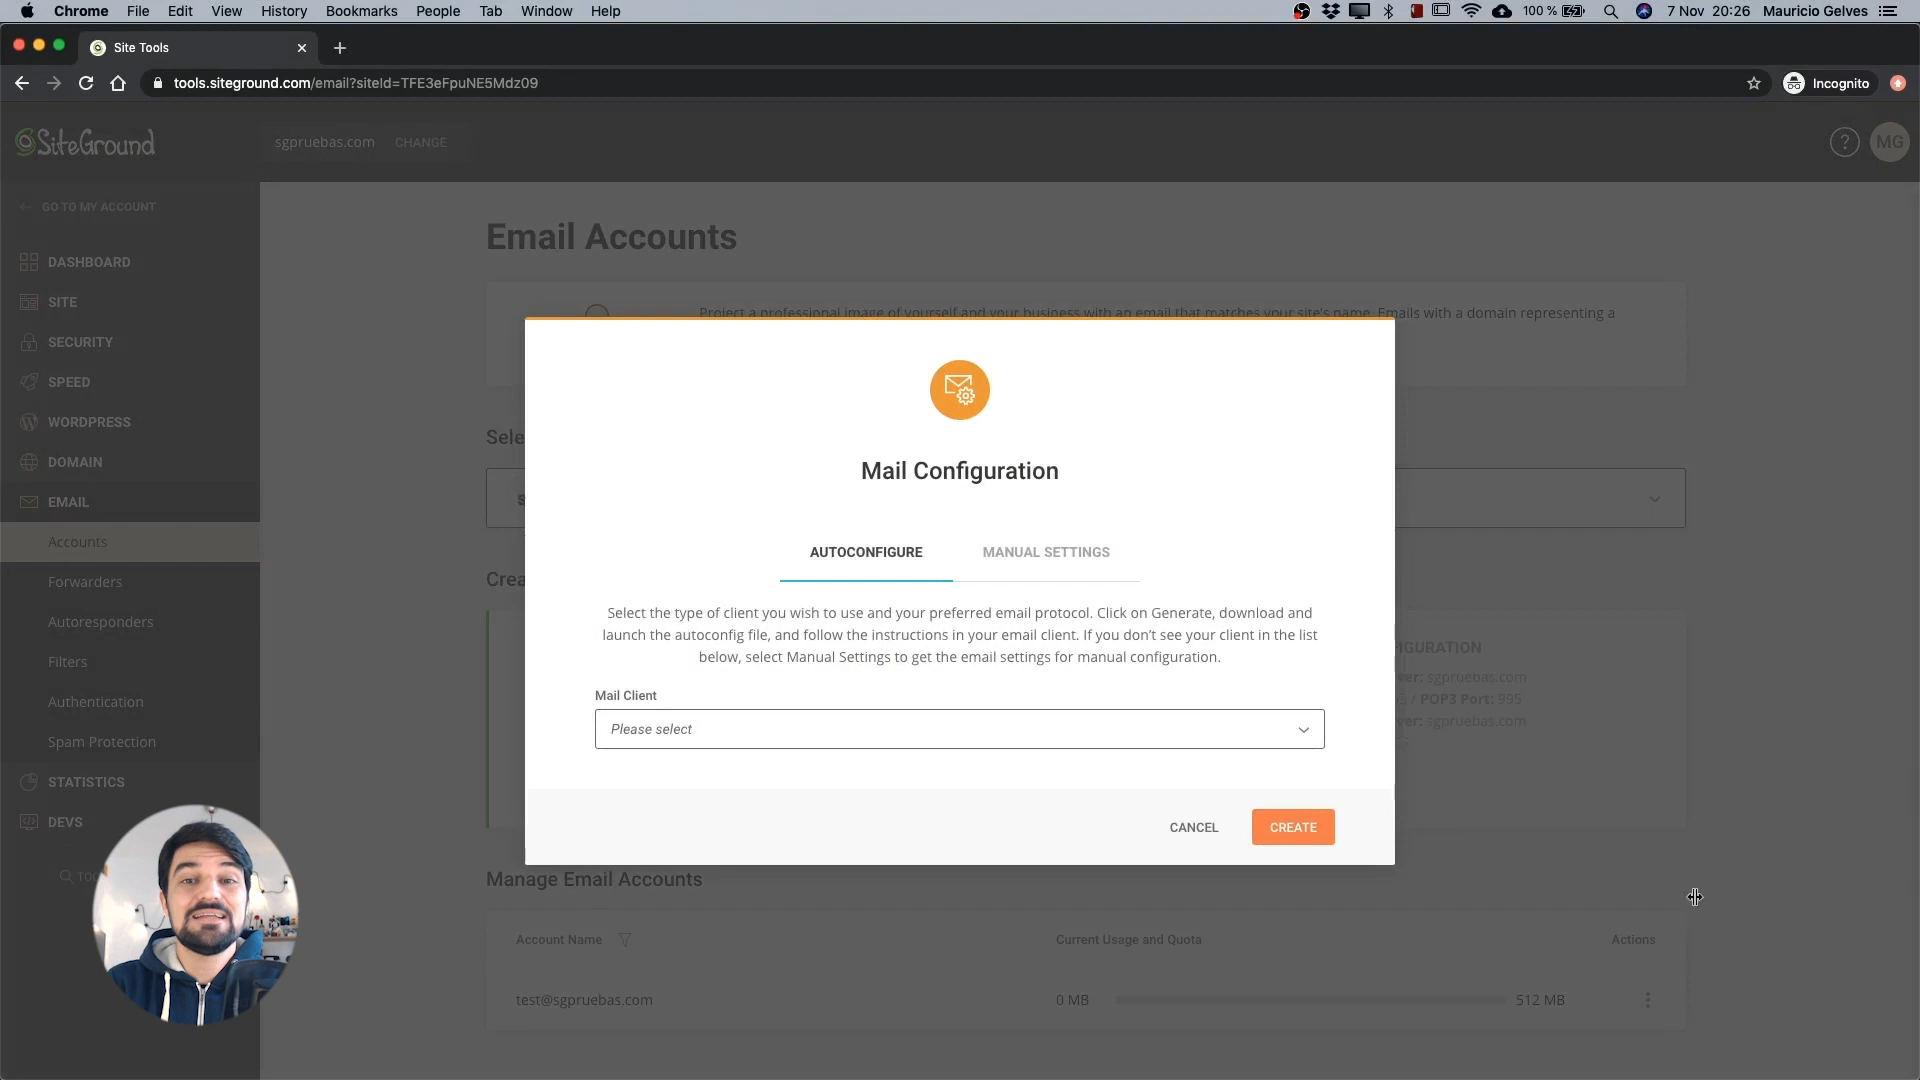 Chrome File Edit View History Bookmarks People Tab Window Help 100 % 7 Nov 20:26 Mauricio Gelves
Site Tools
tools.siteground.com/email?siteId=TFE3eFpuNE5Mdz09 Incognito
SiteGround sgpruebas.com CHANGE ? MG
GO TO MY ACCOUNT
DASHBOARD
SITE
SECURITY
SPEED
WORDPRESS
DOMAIN
EMAIL
Accounts
Forwarders
Autoresponders
Filters
Authentication
Spam Protection
STATISTICS
DEVS
Email Accounts
Project a professional image of yourself and your business with an email that matches your site's name. Emails with a domain representing a
Mail Configuration
AUTOCONFIGURE MANUAL SETTINGS
Select the type of client you wish to use and your preferred email protocol. Click on Generate, download and
launch the autoconfig file, and follow the instructions in your email client. If you don't see your client in the list
below, select Manual Settings to get the email settings for manual configuration.
Mail Client
Please select
CANCEL CREATE
sgpruebas.com
/ POP3 Port: 995
sgpruebas.com
Manage Email Accounts
Account Name Current Usage and Quota Actions
test@sgpruebas.com 0 MB 512 MB